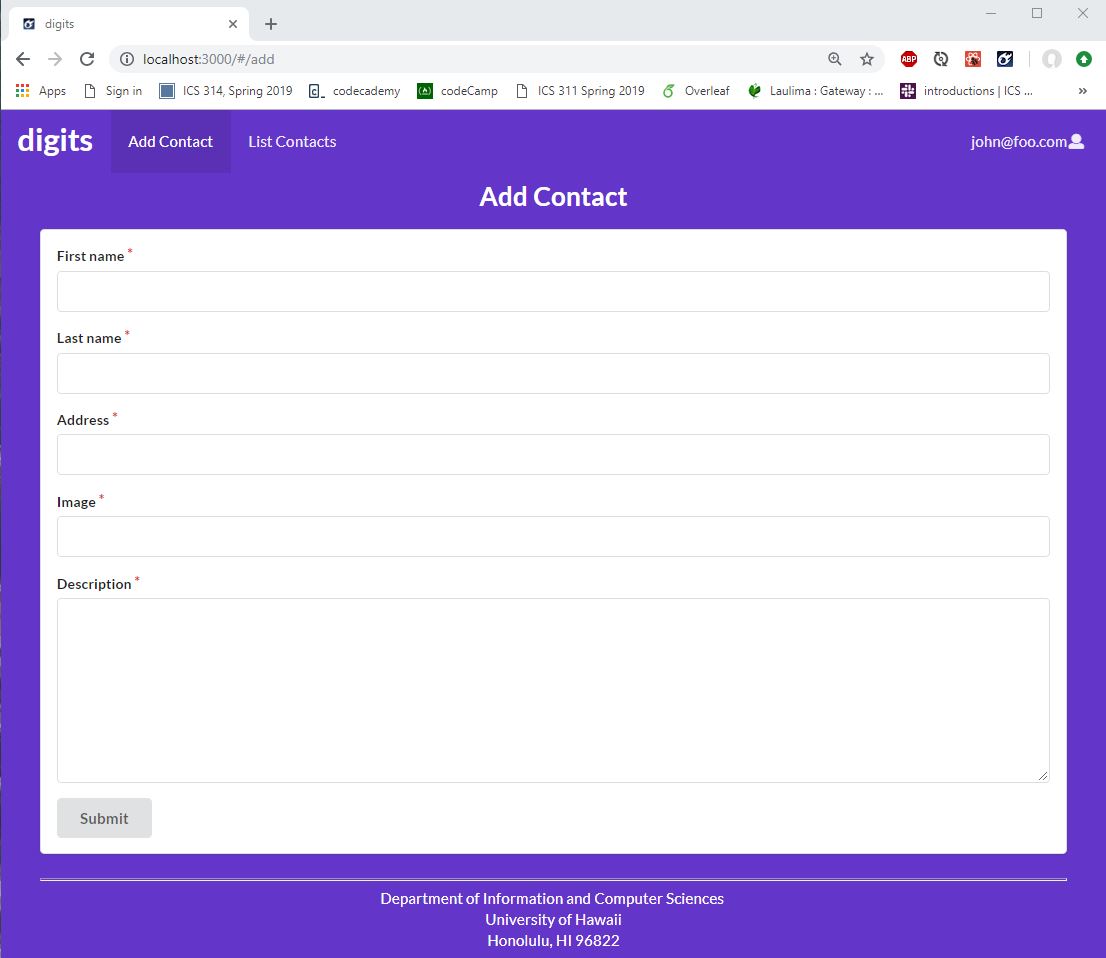 digits
localhost:3000/#/add
ABP
Apps Sign in ICS 314, Spring 2019 codecademy codeCamp ICS 311 Spring 2019 Overleaf Laulima : Gateway : ... introductions | ICS ... »
digits Add Contact List Contacts john@foo.com
Add Contact
First name *
Last name *
Address *
Image *
Description *
Submit
Department of Information and Computer Sciences
University of Hawaii
Honolulu, HI 96822